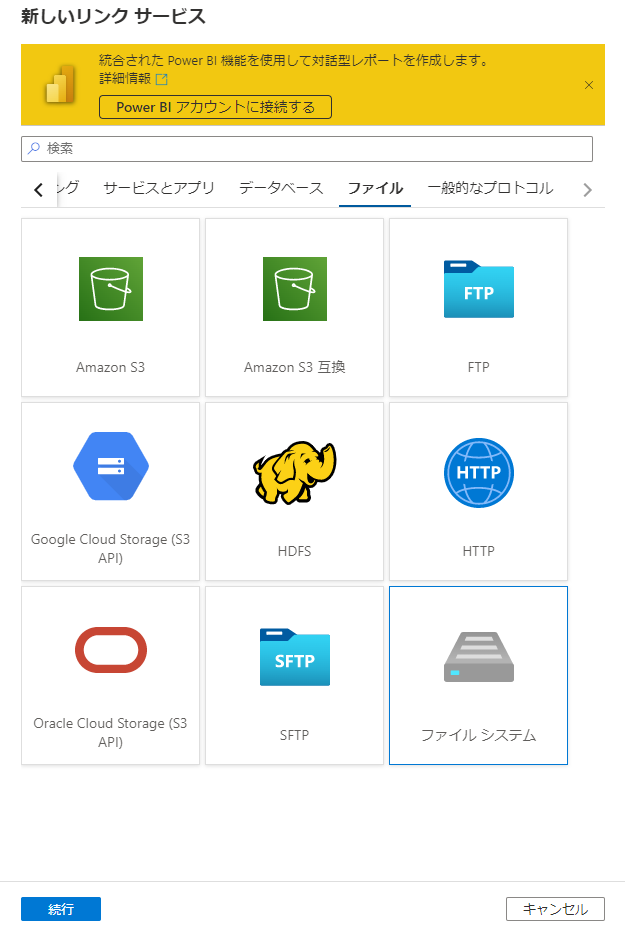 新しいリンク サービス
統合された Power BI 機能を使用して対話型レポートを作成します。
詳細情報
Power BI アカウントに接続する
検索
ング サービスとアプリ データベース ファイル 一般的なプロトコル
Amazon S3
Amazon S3 互換
FTP
FTP
Google Cloud Storage (S3
API)
HDFS
HTTP
HTTP
Oracle Cloud Storage (S3
API)
SFTP
SFTP
ファイル システム
続行
キャンセル